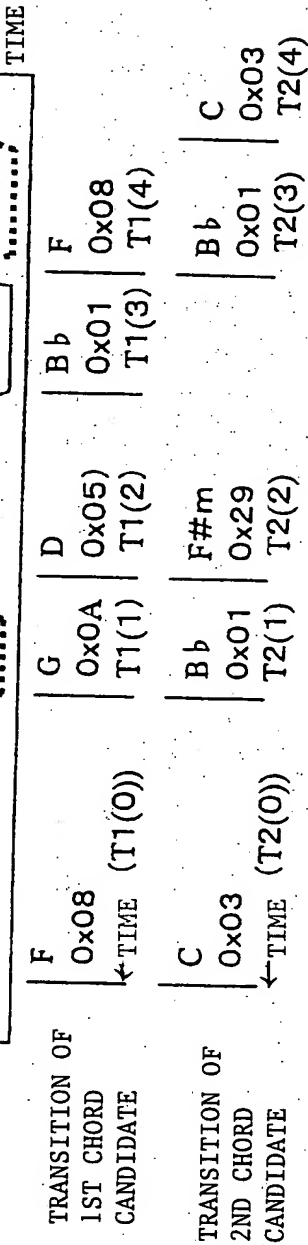 TIME
TRANSITION OF
1ST CHORD
CANDIDATE
F G D B♭ F
0x08 0x0A 0x05) 0x01 0x08
←TIME (T1(0)) T1(1) T1(2) T1(3) T1(4)
TRANSITION OF
2ND CHORD
CANDIDATE
C B♭ F#m B♭ C
0x03 0x01 0x29 0x01 0x03
←TIME (T2(0)) T2(1) T2(2) T2(3) T2(4)